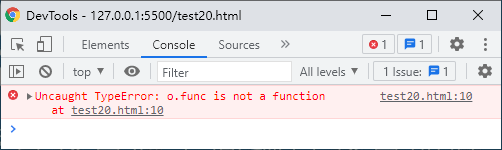 DevTools - 127.0.0.1:5500/test20.html
Elements Console Sources » 1 1
top Filter All levels 1 Issue: 1
Uncaught TypeError: o.func is not a function test20.html:10
at test20.html:10